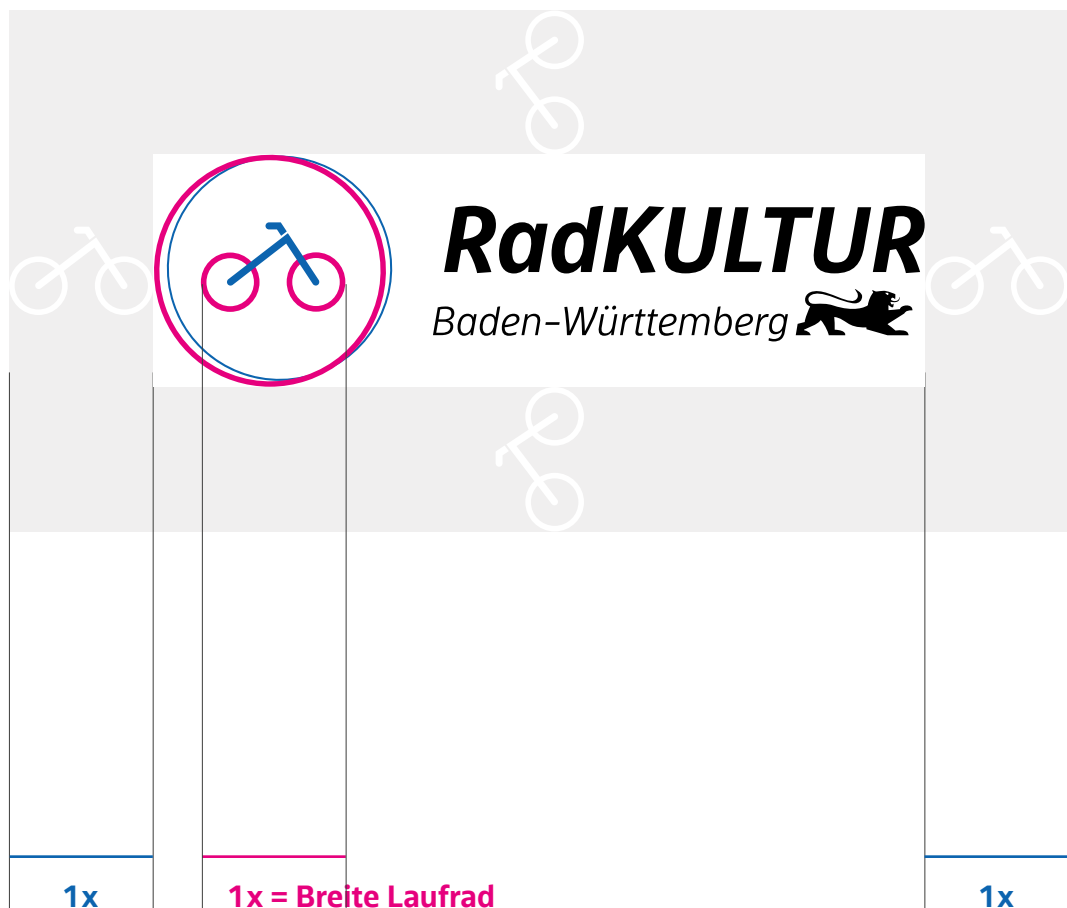 RadKULTUR
Baden-Württemberg
1x
1x = Breite Laufrad
1x